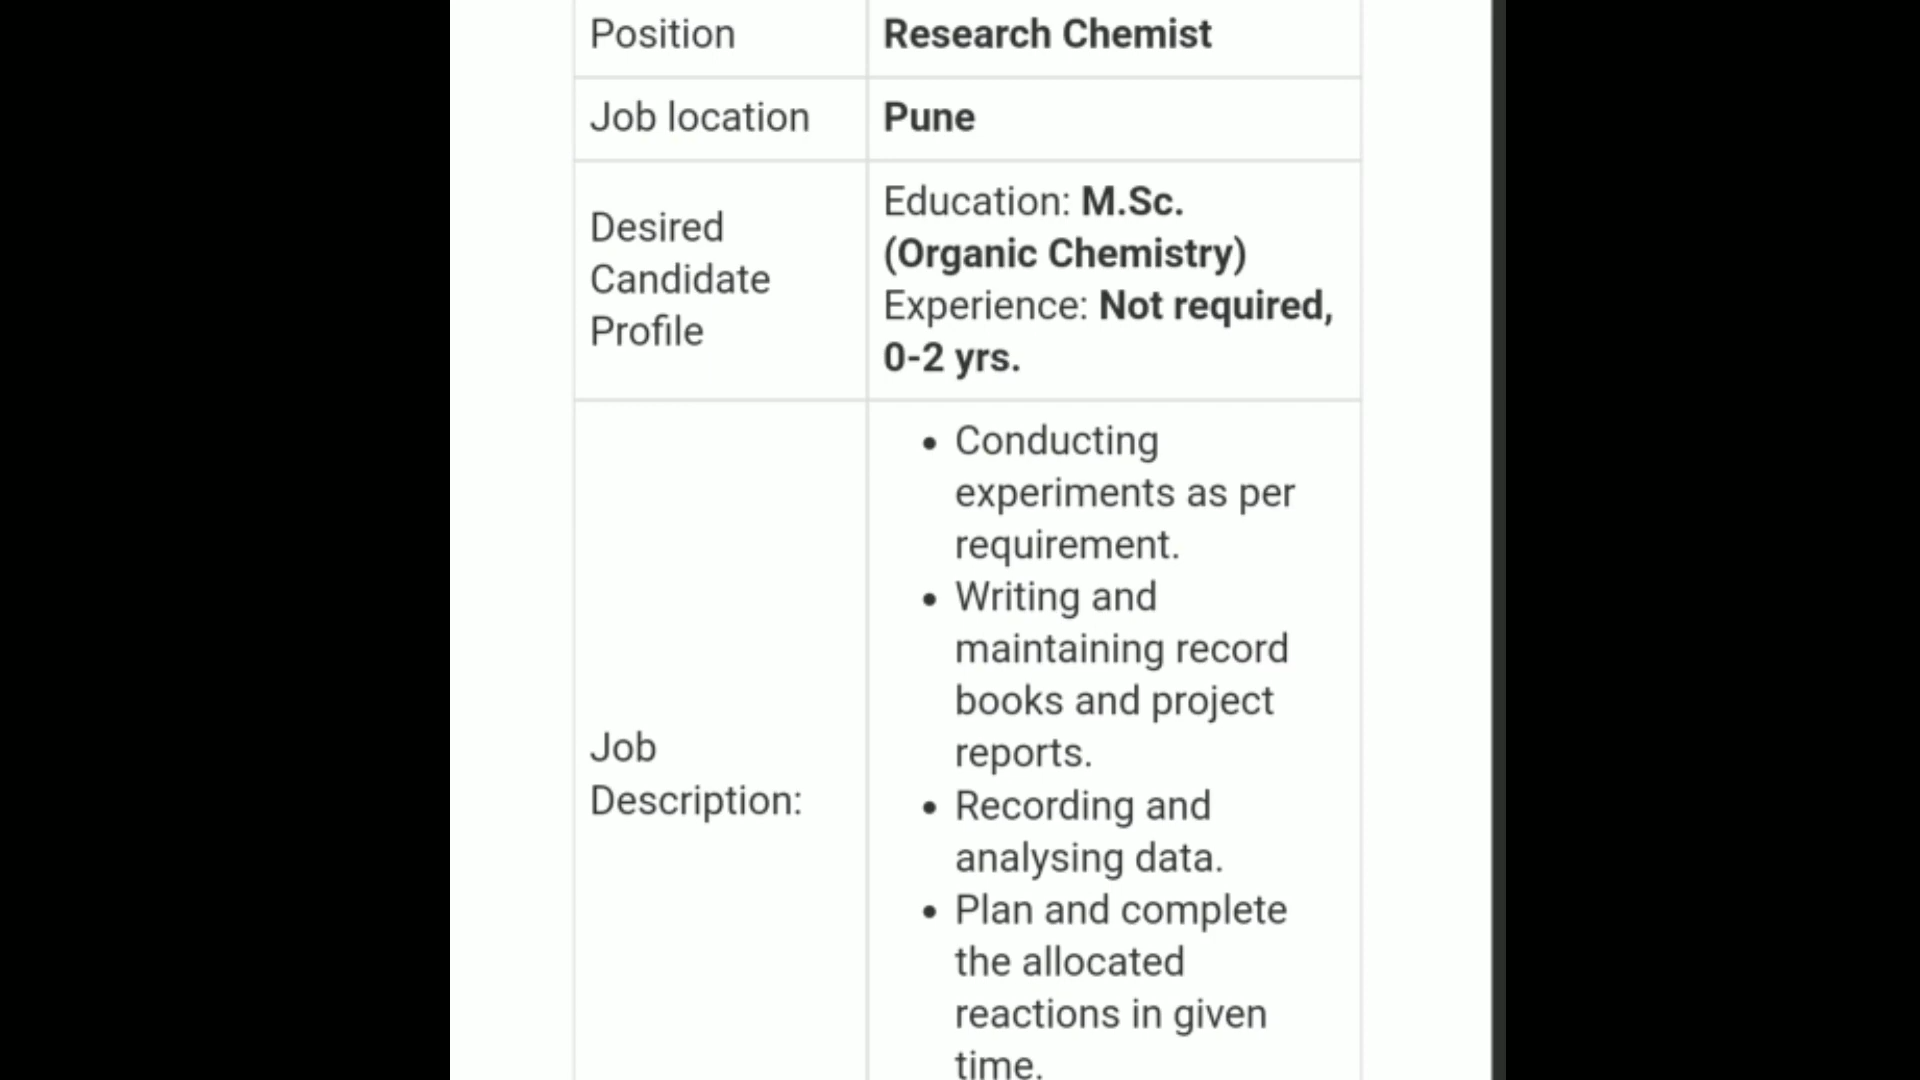 Position
Research Chemist
Job location
Pune
Desired
Candidate
Profile
Education: M.Sc.
(Organic Chemistry)
Experience: Not required,
0-2 yrs.
Job
Description:
• Conducting
experiments as per
requirement.
• Writing and
maintaining record
books and project
reports.
• Recording and
analysing data.
• Plan and complete
the allocated
reactions in given
time.